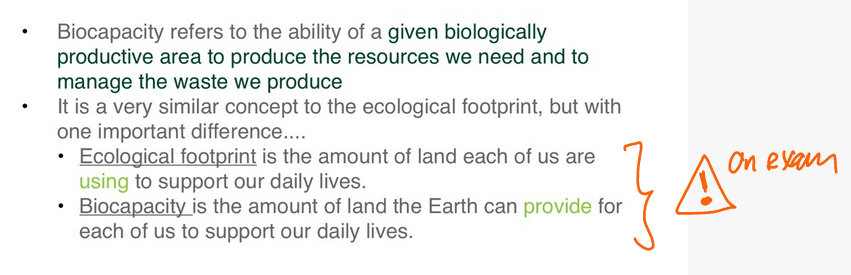 • Biocapacity refers to the ability of a given biologically
productive area to produce the resources we need and to
manage the waste we produce
• It is a very similar concept to the ecological footprint, but with
one important difference....
• Ecological footprint is the amount of land each of us are
using to support our daily lives.
• Biocapacity is the amount of land the Earth can provide for
each of us to support our daily lives.
! On exam